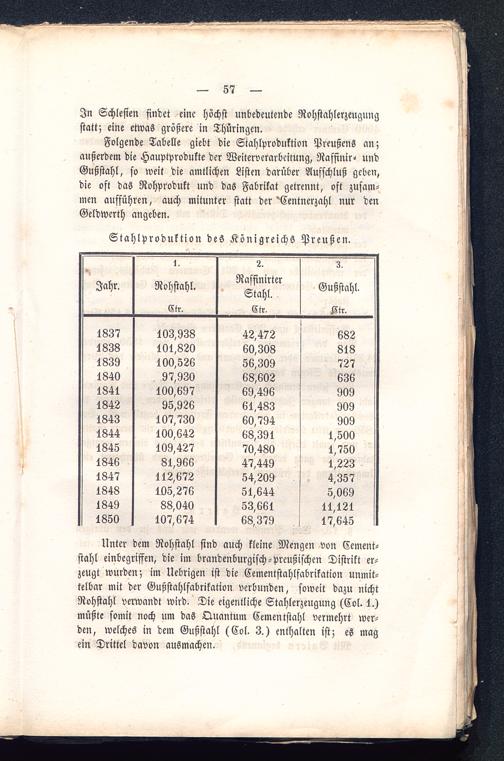 — 57 —
In Schlesien findet eine höchst unbedeutende Rohstahlerzeugung
statt; eine etwas größere in Thüringen.
Folgende Tabelle giebt die Stahlproduktion Preußens an;
außerdem die Hauptprodukte der Weiterverarbeitung, Raffinir- und
Gußstahl, so weit die amtlichen Listen darüber Aufschluß geben,
die oft das Rohprodukt und das Fabrikat getrennt, oft zusam-
men aufführen, auch mitunter statt der Centnerzahl nur den
Geldwerth angeben.
Stahlproduktion des Königreichs Preußen.
1. 2. 3.
Jahr. Rohstahl. Raffinirter Stahl. Gußstahl.
Ctr. Ctr. Ctr.
1837 103,938 42,472 682
1838 101,820 60,308 818
1839 100,526 56,309 727
1840 97,930 68,602 636
1841 100,697 69,496 909
1842 95,926 61,483 909
1843 107,730 60,794 909
1844 100,642 68,391 1,500
1845 109,427 70,480 1,750
1846 81,966 47,449 1,223
1847 112,672 54,209 4,357
1848 105,276 51,644 5,069
1849 88,040 53,661 11,121
1850 107,674 68,379 17,645
Unter dem Rohstahl sind auch kleine Mengen von Cement-
stahl einbegriffen, die im brandenburgisch-preußischen Distrikt er-
zeugt wurden; im Uebrigen ist die Cementstahlfabrikation unmit-
telbar mit der Gußstahlfabrikation verbunden, soweit dazu nicht
Rohstahl verwandt wird. Die eigentliche Stahlerzeugung (Col. 1.)
müßte somit noch um das Quantum Cementstahl vermehrt wer-
den, welches in dem Gußstahl (Col. 3.) enthalten ist; es mag
ein Drittel davon ausmachen.